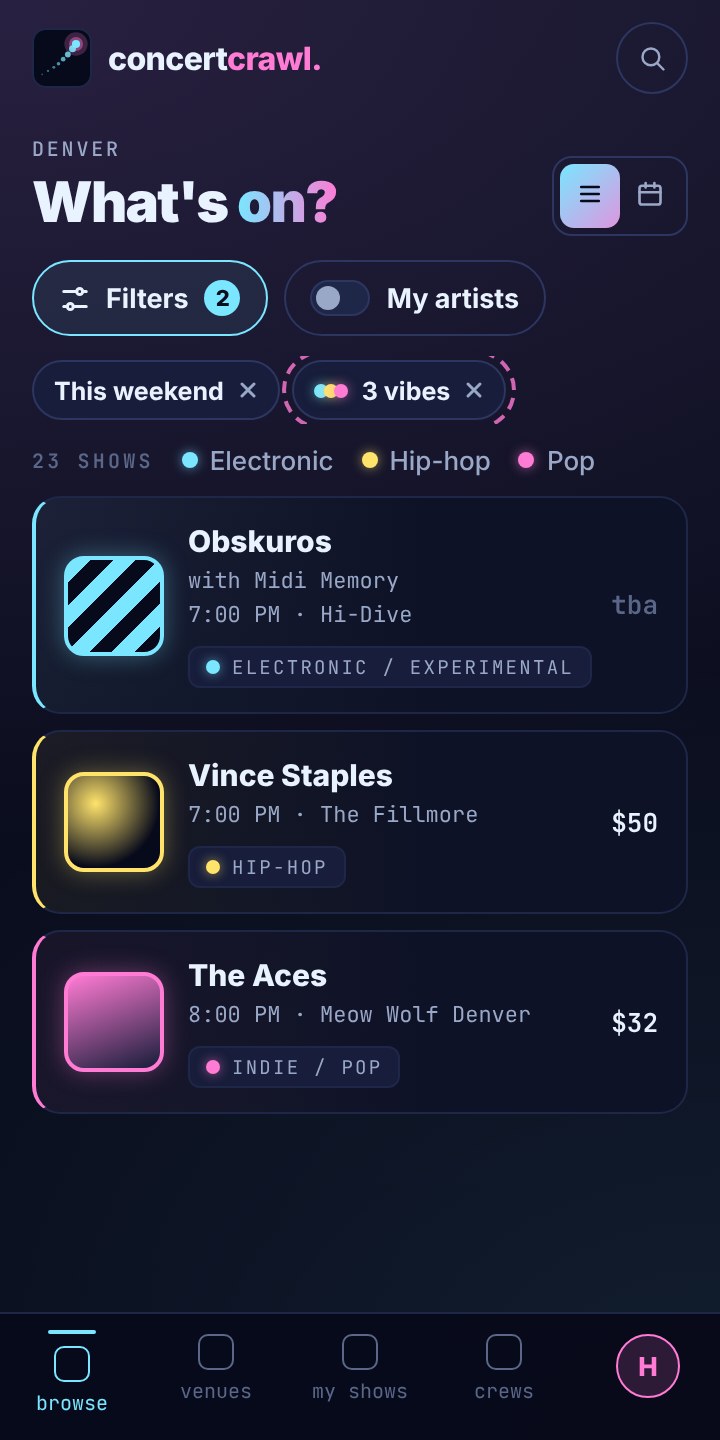 concertcrawl.
DENVER
What's on?
Filters 2
My artists
This weekend ✕
3 vibes ✕
23 SHOWS
Electronic
Hip-hop
Pop
Obskuros
with Midi Memory
7:00 PM · Hi-Dive
tba
ELECTRONIC / EXPERIMENTAL
Vince Staples
7:00 PM · The Fillmore
$50
HIP-HOP
The Aces
8:00 PM · Meow Wolf Denver
$32
INDIE / POP
browse
venues
my shows
crews
H